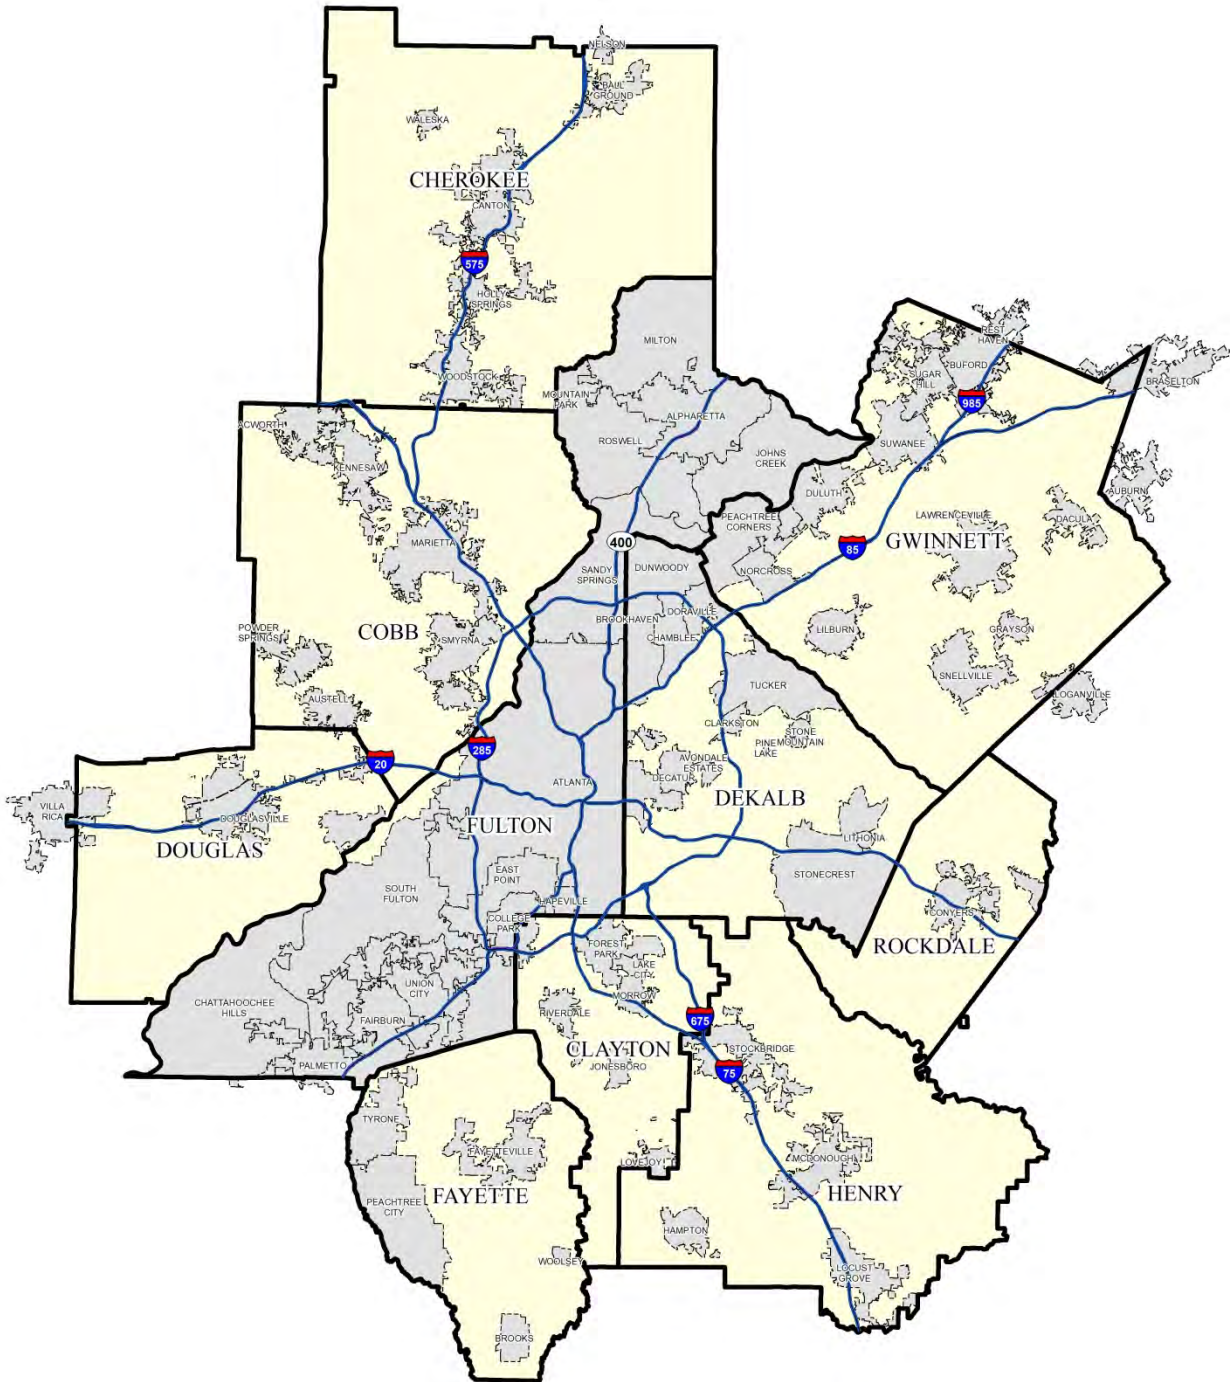 NELSON
BALL
GROUND
WALESKA
CHEROKEE
CANTON
575
HOLLY
SPRINGS
WOODSTOCK
MILTON
MOUNTAIN
PARK
ALPHARETTA
ROSWELL
JOHNS
CREEK
REST
HAVEN
BUFORD
SUGAR
HILL
BRASELTON
985
SUWANEE
ACWORTH
KENNESAW
DULUTH
AUBURN
PEACHTREE
CORNERS
LAWRENCEVILLE
DACULA
MARIETTA
400
85
GWINNETT
SANDY
SPRINGS
DUNWOODY
NORCROSS
DORAVILLE
BROOKHAVEN
CHAMBLEE
POWDER
SPRINGS
COBB
SMYRNA
LILBURN
GRAYSON
SNELLVILLE
TUCKER
LOGANVILLE
AUSTELL
CLARKSTON
STONE
MOUNTAIN
PINE
LAKE
285
20
AVONDALE
ESTATES
DECATUR
ATLANTA
DEKALB
VILLA
RICA
DOUGLASVILLE
DOUGLAS
FULTON
LITHONIA
EAST
POINT
STONECREST
SOUTH
FULTON
HAPEVILLE
CONYERS
COLLEGE
PARK
ROCKDALE
FOREST
PARK
LAKE
CITY
UNION
CITY
MORROW
CHATTAHOOCHEE
HILLS
FAIRBURN
RIVERDALE
675
CLAYTON
STOCKBRIDGE
PALMETTO
JONESBORO
75
TYRONE
FAYETTEVILLE
LOVEJOY
MCDONOUGH
FAYETTE
HENRY
PEACHTREE
CITY
HAMPTON
WOOLSEY
LOCUST
GROVE
BROOKS